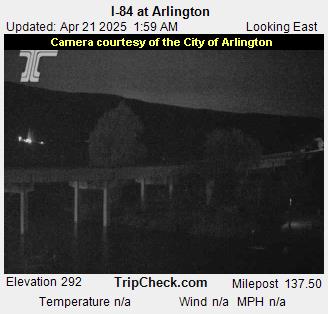 I-84 at Arlington
Updated: Apr 21 2025 1:59 AM Looking East
Camera courtesy of the City of Arlington
Elevation 292 TripCheck.com Milepost 137.50
Temperature n/a Wind n/a MPH n/a